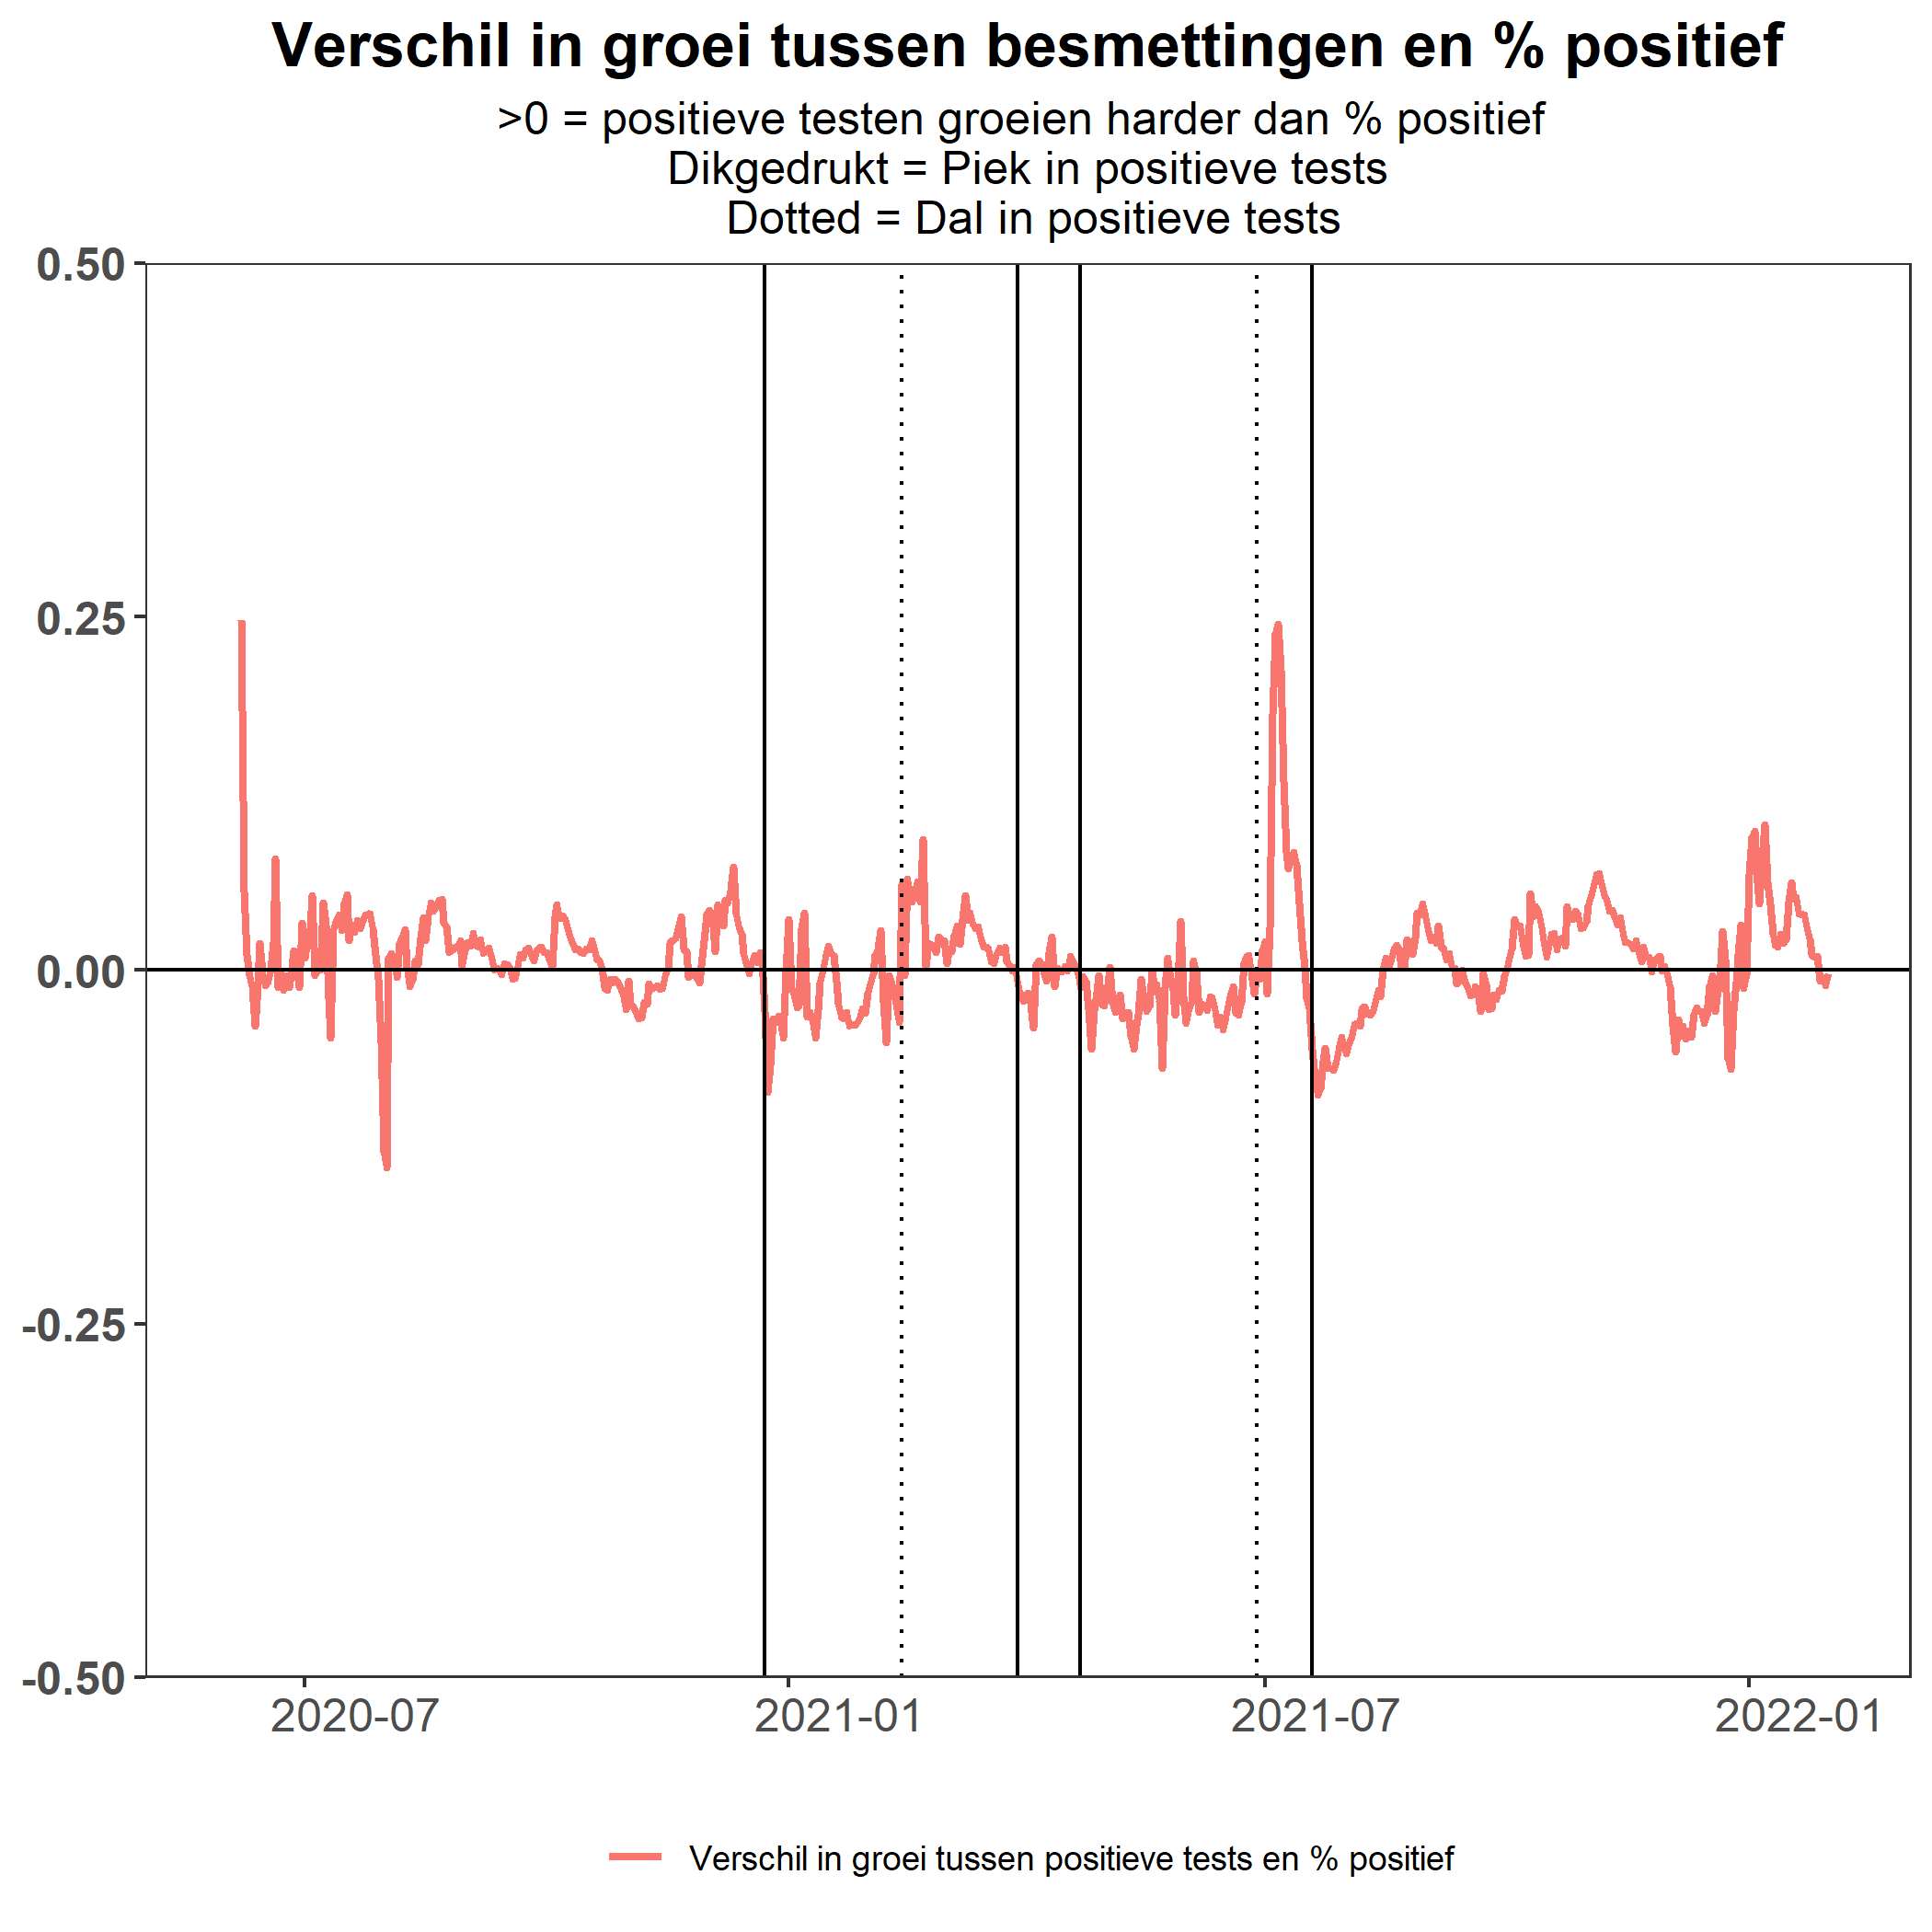 Verschil in groei tussen besmettingen en % positief
>0 = positieve testen groeien harder dan % positief
Dikgedrukt = Piek in positieve tests
Dotted = Dal in positieve tests
0.50
0.25
0.00
-0.25
-0.50
2020-07
2021-01
2021-07
2022-01
Verschil in groei tussen positieve tests en % positief